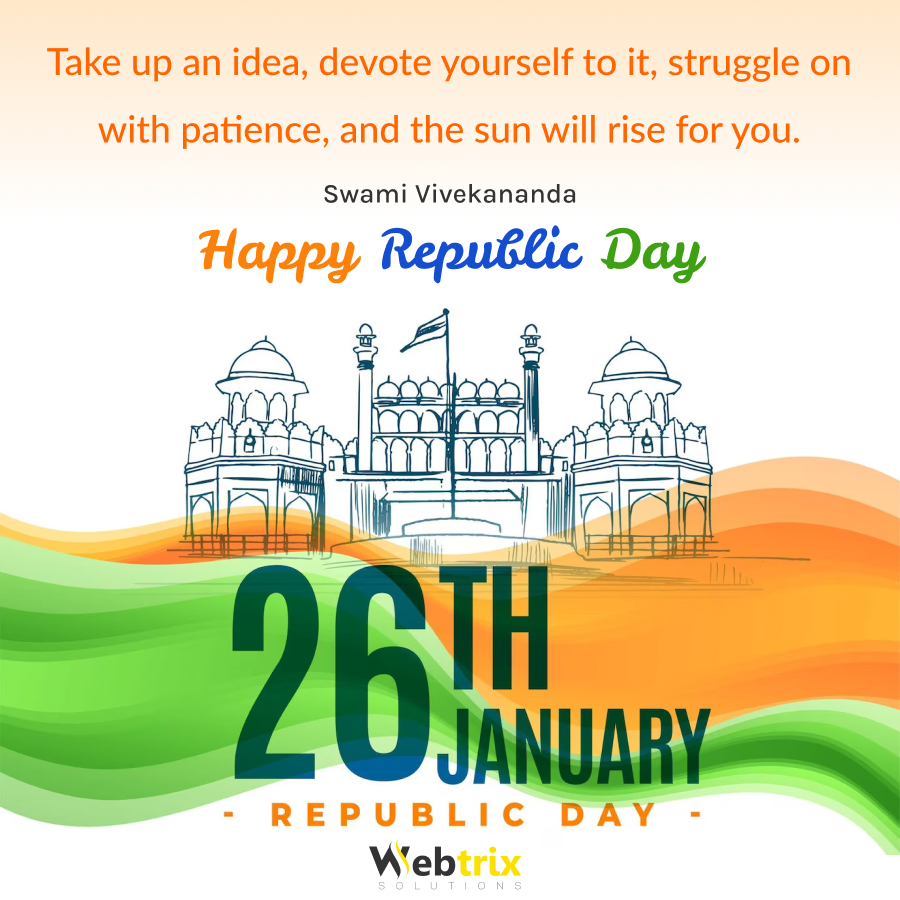 Take up an idea, devote yourself to it, struggle on
with patience, and the sun will rise for you.
Swami Vivekananda
Happy Republic Day
26TH
JANUARY
- REPUBLIC DAY -
Webtrix
SOLUTIONS